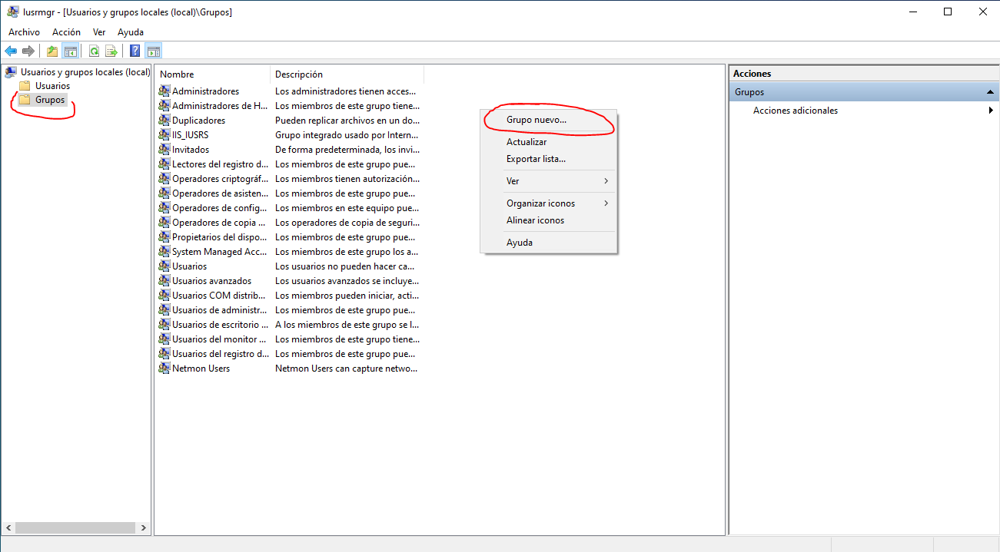 lusrmgr - [Usuarios y grupos locales (local)\Grupos]
Archivo Acción Ver Ayuda
Usuarios y grupos locales (local)
Usuarios
Grupos
Nombre Descripción
Administradores Los administradores tienen acces...
Administradores de H... Los miembros de este grupo tiene...
Duplicadores Pueden replicar archivos en un do...
IIS_IUSRS Grupo integrado usado por Intern...
Invitados De forma predeterminada, los invi...
Lectores del registro d... Los miembros de este grupo pue...
Operadores criptográf... Los miembros tienen autorización...
Operadores de asisten... Los miembros de este grupo pue...
Operadores de config... Los miembros en este equipo pue...
Operadores de copia ... Los operadores de copia de seguri...
Propietarios del dispo... Los miembros de este grupo pue...
System Managed Acc... Los miembros de este grupo los a...
Usuarios Los usuarios no pueden hacer ca...
Usuarios avanzados Los usuarios avanzados se incluye...
Usuarios COM distrib... Los miembros pueden iniciar, acti...
Usuarios de administr... Los miembros de este grupo pue...
Usuarios de escritorio ... A los miembros de este grupo se l...
Usuarios del monitor ... Los miembros de este grupo tiene...
Usuarios del registro d... Los miembros de este grupo pue...
Netmon Users Netmon Users can capture netwo...
Grupo nuevo...
Actualizar
Exportar lista...
Ver
Organizar iconos
Alinear iconos
Ayuda
Acciones
Grupos
Acciones adicionales